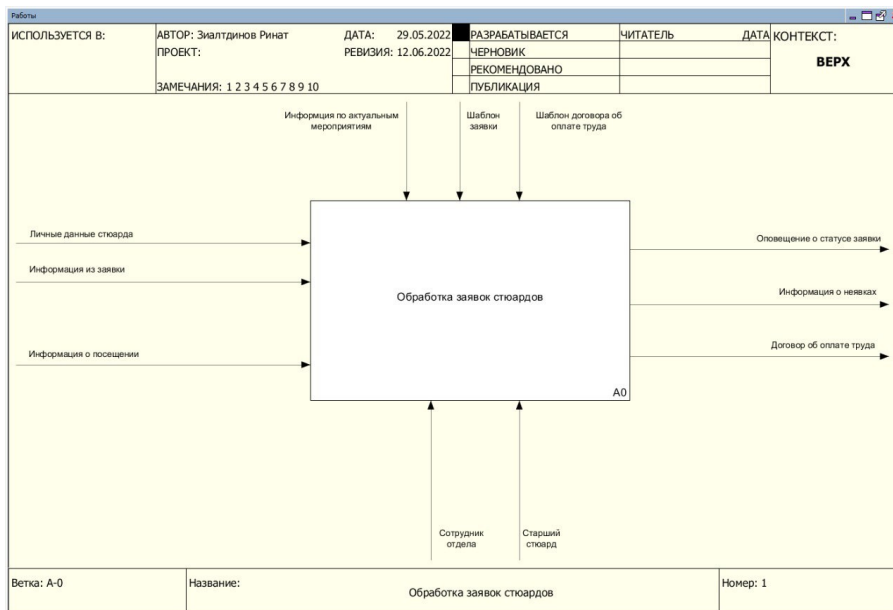 Работы
ИСПОЛЬЗУЕТСЯ В:
АВТОР: Зиалтдинов Ринат
ДАТА: 29.05.2022
РАЗРАБАТЫВАЕТСЯ
ЧИТАТЕЛЬ
ДАТА
КОНТЕКСТ:
ПРОЕКТ:
РЕВИЗИЯ: 12.06.2022
ЧЕРНОВИК
ВЕРХ
РЕКОМЕНДОВАНО
ЗАМЕЧАНИЯ: 1 2 3 4 5 6 7 8 9 10
ПУБЛИКАЦИЯ
Информция по актуальным
мероприятиям
Шаблон
заявки
Шаблон договора об
оплате труда
Личные данные стюарда
Информация из заявки
Информация о посещении
Обработка заявок стюардов
A0
Оповещение о статусе заявки
Информация о неявках
Договор об оплате труда
Сотрудник
отдела
Старший
стюард
Ветка: A-0
Название:
Обработка заявок стюардов
Номер: 1